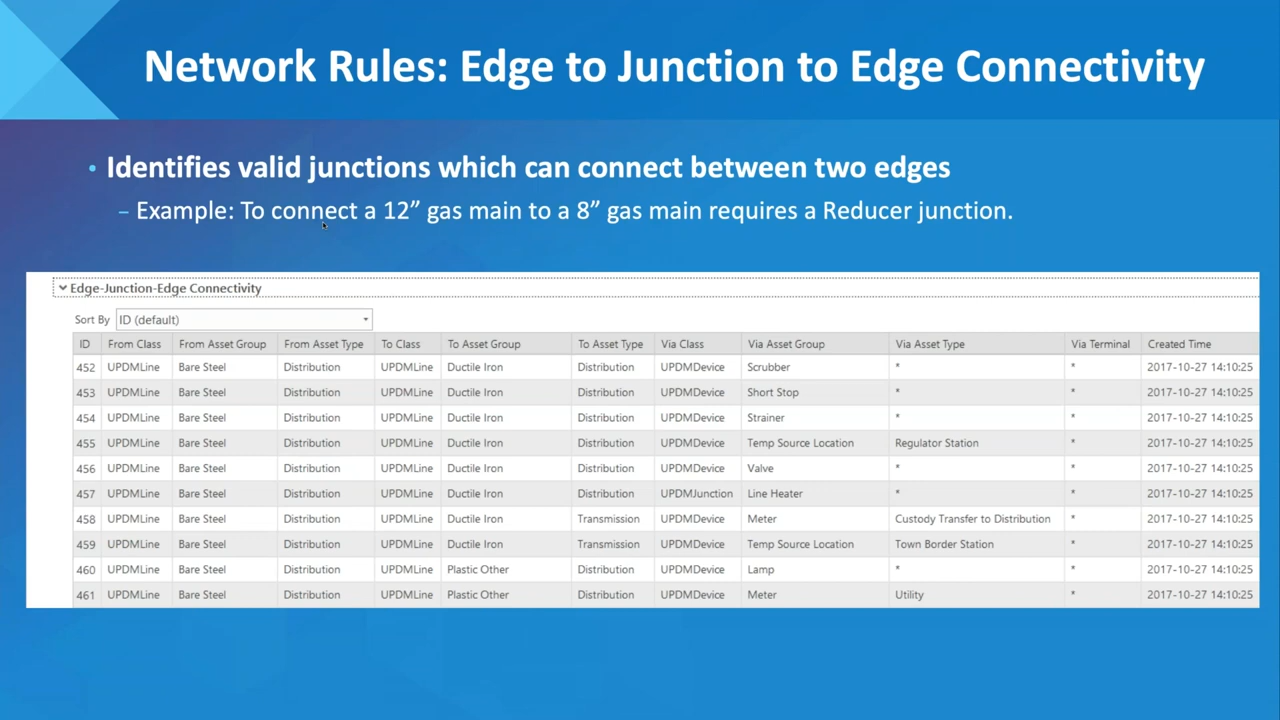 Network Rules: Edge to Junction to Edge Connectivity
• Identifies valid junctions which can connect between two edges
– Example: To connect a 12” gas main to a 8” gas main requires a Reducer junction.
Edge-Junction-Edge Connectivity
Sort By ID (default)
ID From Class From Asset Group From Asset Type To Class To Asset Group To Asset Type Via Class Via Asset Group Via Asset Type Via Terminal Created Time
452 UPDMLine Bare Steel Distribution UPDMLine Ductile Iron Distribution UPDMDevice Scrubber * * 2017-10-27 14:10:25
453 UPDMLine Bare Steel Distribution UPDMLine Ductile Iron Distribution UPDMDevice Short Stop * * 2017-10-27 14:10:25
454 UPDMLine Bare Steel Distribution UPDMLine Ductile Iron Distribution UPDMDevice Strainer * * 2017-10-27 14:10:25
455 UPDMLine Bare Steel Distribution UPDMLine Ductile Iron Distribution UPDMDevice Temp Source Location Regulator Station * 2017-10-27 14:10:25
456 UPDMLine Bare Steel Distribution UPDMLine Ductile Iron Distribution UPDMDevice Valve * * 2017-10-27 14:10:25
457 UPDMLine Bare Steel Distribution UPDMLine Ductile Iron Distribution UPDMJunction Line Heater * * 2017-10-27 14:10:25
458 UPDMLine Bare Steel Distribution UPDMLine Ductile Iron Transmission UPDMDevice Meter Custody Transfer to Distribution * 2017-10-27 14:10:25
459 UPDMLine Bare Steel Distribution UPDMLine Ductile Iron Transmission UPDMDevice Temp Source Location Town Border Station * 2017-10-27 14:10:25
460 UPDMLine Bare Steel Distribution UPDMLine Plastic Other Distribution UPDMDevice Lamp * * 2017-10-27 14:10:25
461 UPDMLine Bare Steel Distribution UPDMLine Plastic Other Distribution UPDMDevice Meter Utility * 2017-10-27 14:10:25